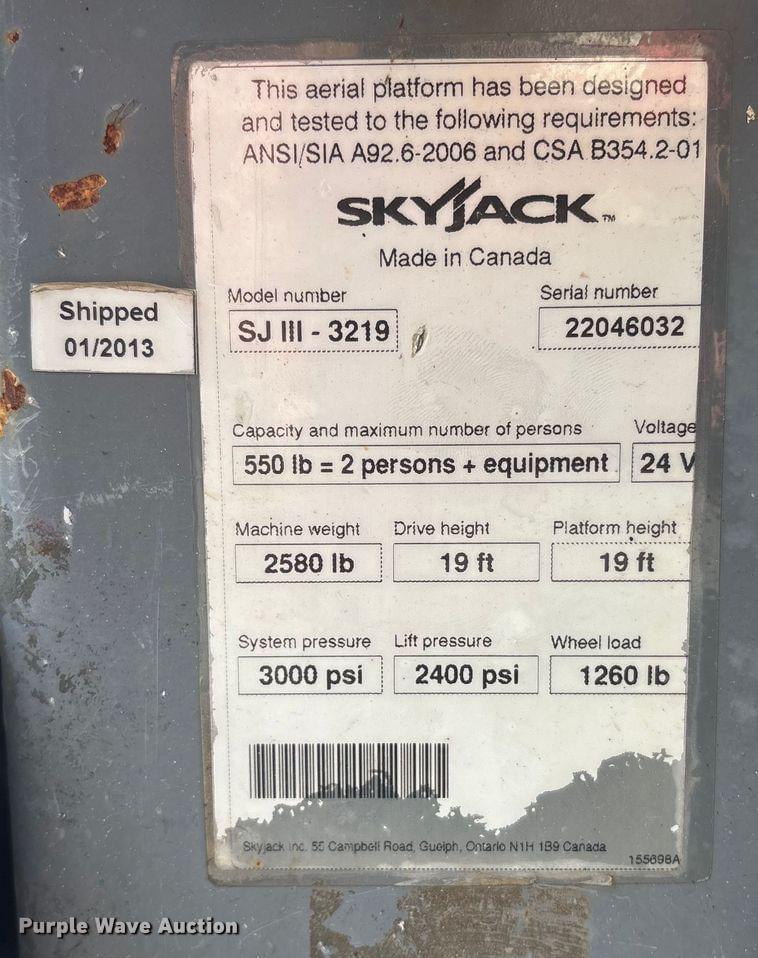 This aerial platform has been designed
and tested to the following requirements:
ANSI/SIA A92.6-2006 and CSA B354.2-01
SKYJACK™
Made in Canada
Model number
SJ III - 3219
Serial number
22046032
Shipped
01/2013
Capacity and maximum number of persons
550 lb = 2 persons + equipment
Voltage
24 V
Machine weight
2580 lb
Drive height
19 ft
Platform height
19 ft
System pressure
3000 psi
Lift pressure
2400 psi
Wheel load
1260 lb
Skyjack Inc. 55 Campbell Road, Guelph, Ontario N1H 1B9 Canada
155698A
Purple Wave Auction